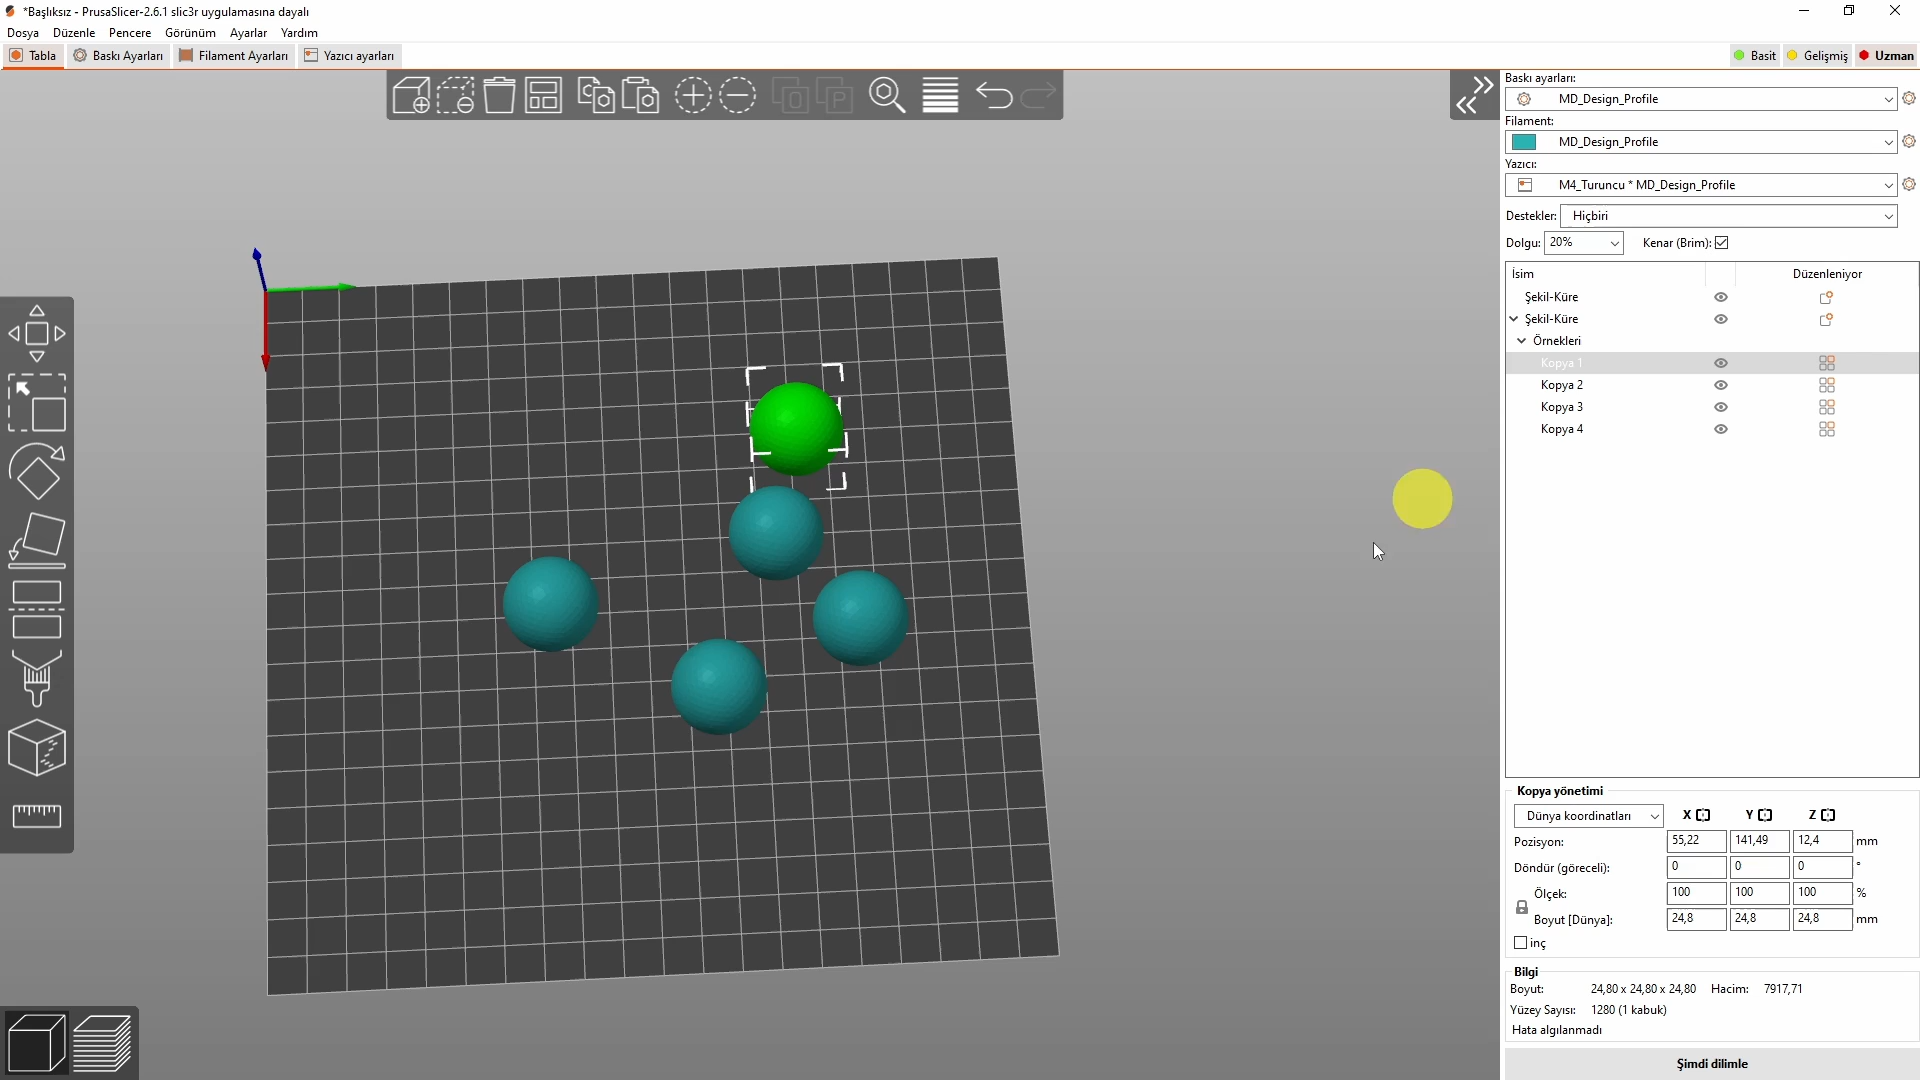 *Başlıksız - PrusaSlicer-2.6.1 slic3r uygulamasına dayalı
Dosya Düzenle Pencere Görünüm Ayarlar Yardım
Tabla Baskı Ayarları Filament Ayarları Yazıcı ayarları Basit Gelişmiş Uzman
Baskı ayarları:
MD_Design_Profile
Filament:
MD_Design_Profile
Yazıcı:
M4_Turuncu * MD_Design_Profile
Destekler: Hiçbiri
Dolgu: 20% Kenar (Brim):
İsim Düzenleniyor
Şekil-Küre
Şekil-Küre
Örnekleri
Kopya 1
Kopya 2
Kopya 3
Kopya 4
Kopya yönetimi
Dünya koordinatları X Y Z
Pozisyon: 55,22 141,49 12,4 mm
Döndür (göreceli): 0 0 0 °
Ölçek: 100 100 100 %
Boyut [Dünya]: 24,8 24,8 24,8 mm
inç
Bilgi
Boyut: 24,80 x 24,80 x 24,80 Hacim: 7917,71
Yüzey Sayısı: 1280 (1 kabuk)
Hata algılanmadı
Şimdi dilimle